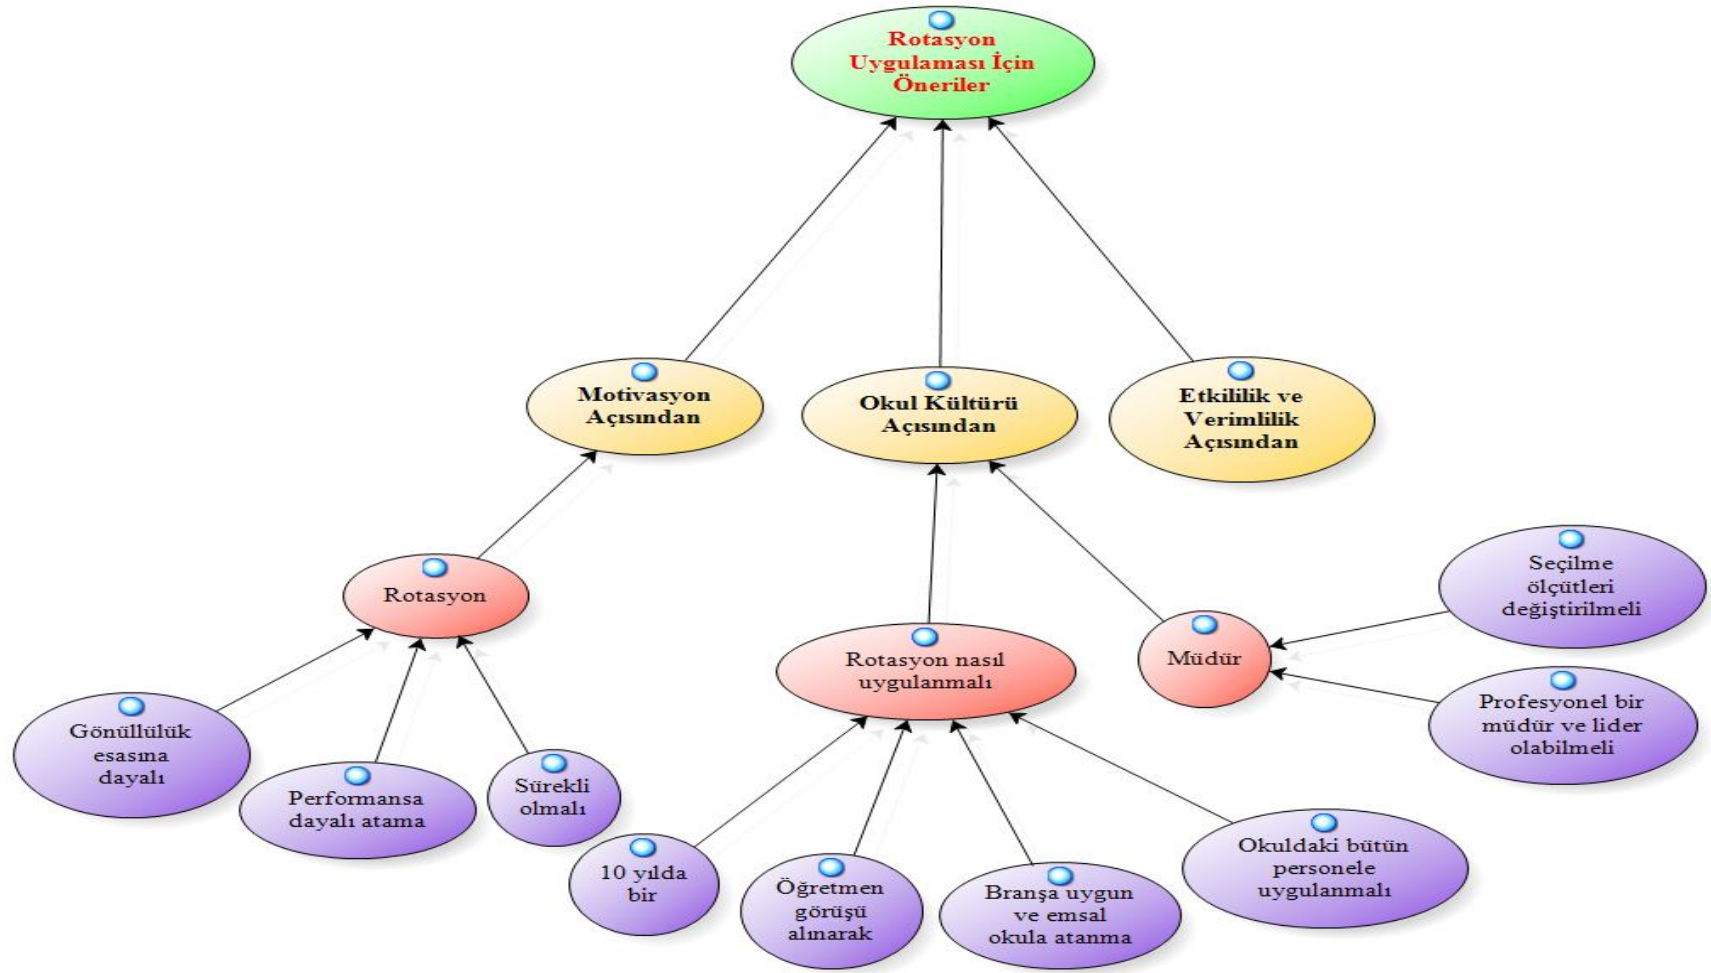 Rotasyon
Uygulaması İçin
Öneriler
Motivasyon
Açısından
Okul Kültürü
Açısından
Etkililik ve
Verimlilik
Açısından
Rotasyon
Rotasyon nasıl
uygulanmalı
Müdür
Seçilme
ölçütleri
değiştirilmeli
Profesyonel bir
müdür ve lider
olabilmeli
Gönüllülük
esasına
dayalı
Performansa
dayalı atama
Sürekli
olmalı
10 yılda
bir
Öğretmen
görüşü
alınarak
Branşa uygun
ve emsal
okula atanma
Okuldaki bütün
personele
uygulanmalı